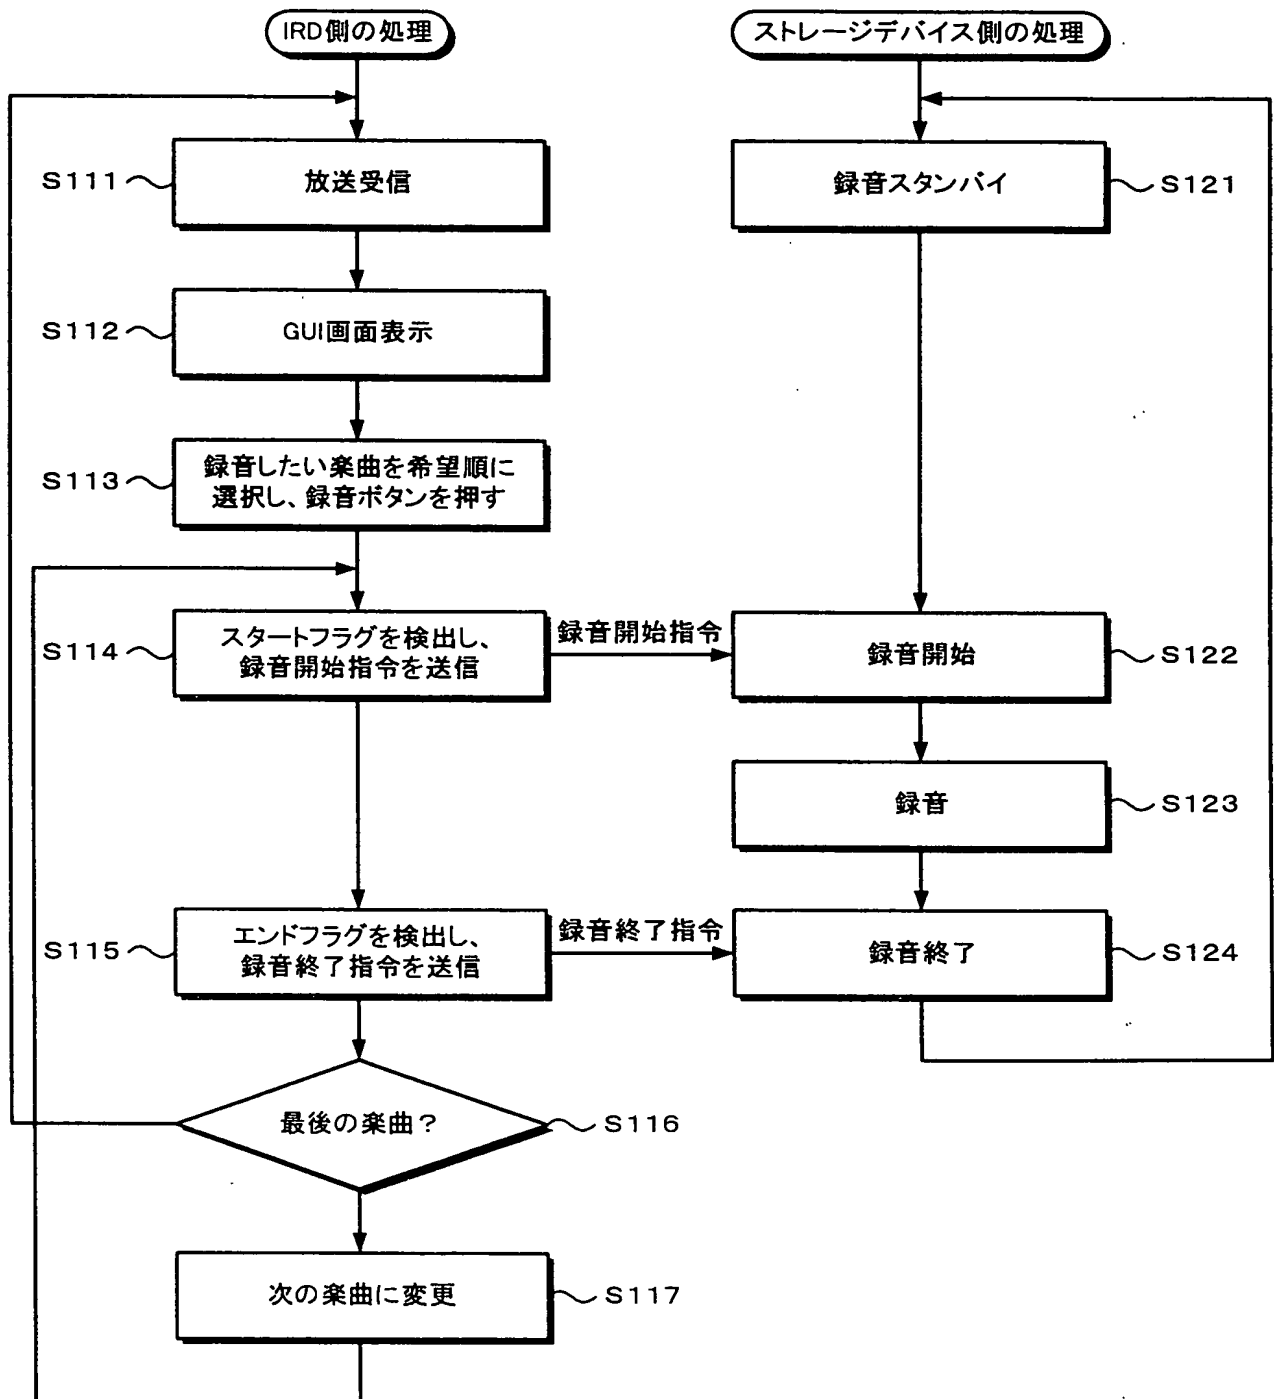 IRD側の処理
ストレージデバイス側の処理
S111
放送受信
録音スタンバイ
S121
S112
GUI画面表示
S113
録音したい楽曲を希望順に
選択し、録音ボタンを押す
S114
スタートフラグを検出し、
録音開始指令を送信
録音開始指令
録音開始
S122
録音
S123
S115
エンドフラグを検出し、
録音終了指令を送信
録音終了指令
録音終了
S124
最後の楽曲?
S116
次の楽曲に変更
S117